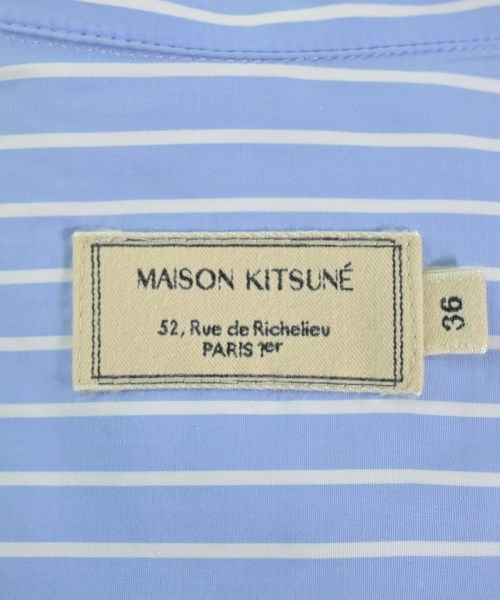 MAISON KITSUNÉ
52, Rue de Richelieu
PARIS 1er
36